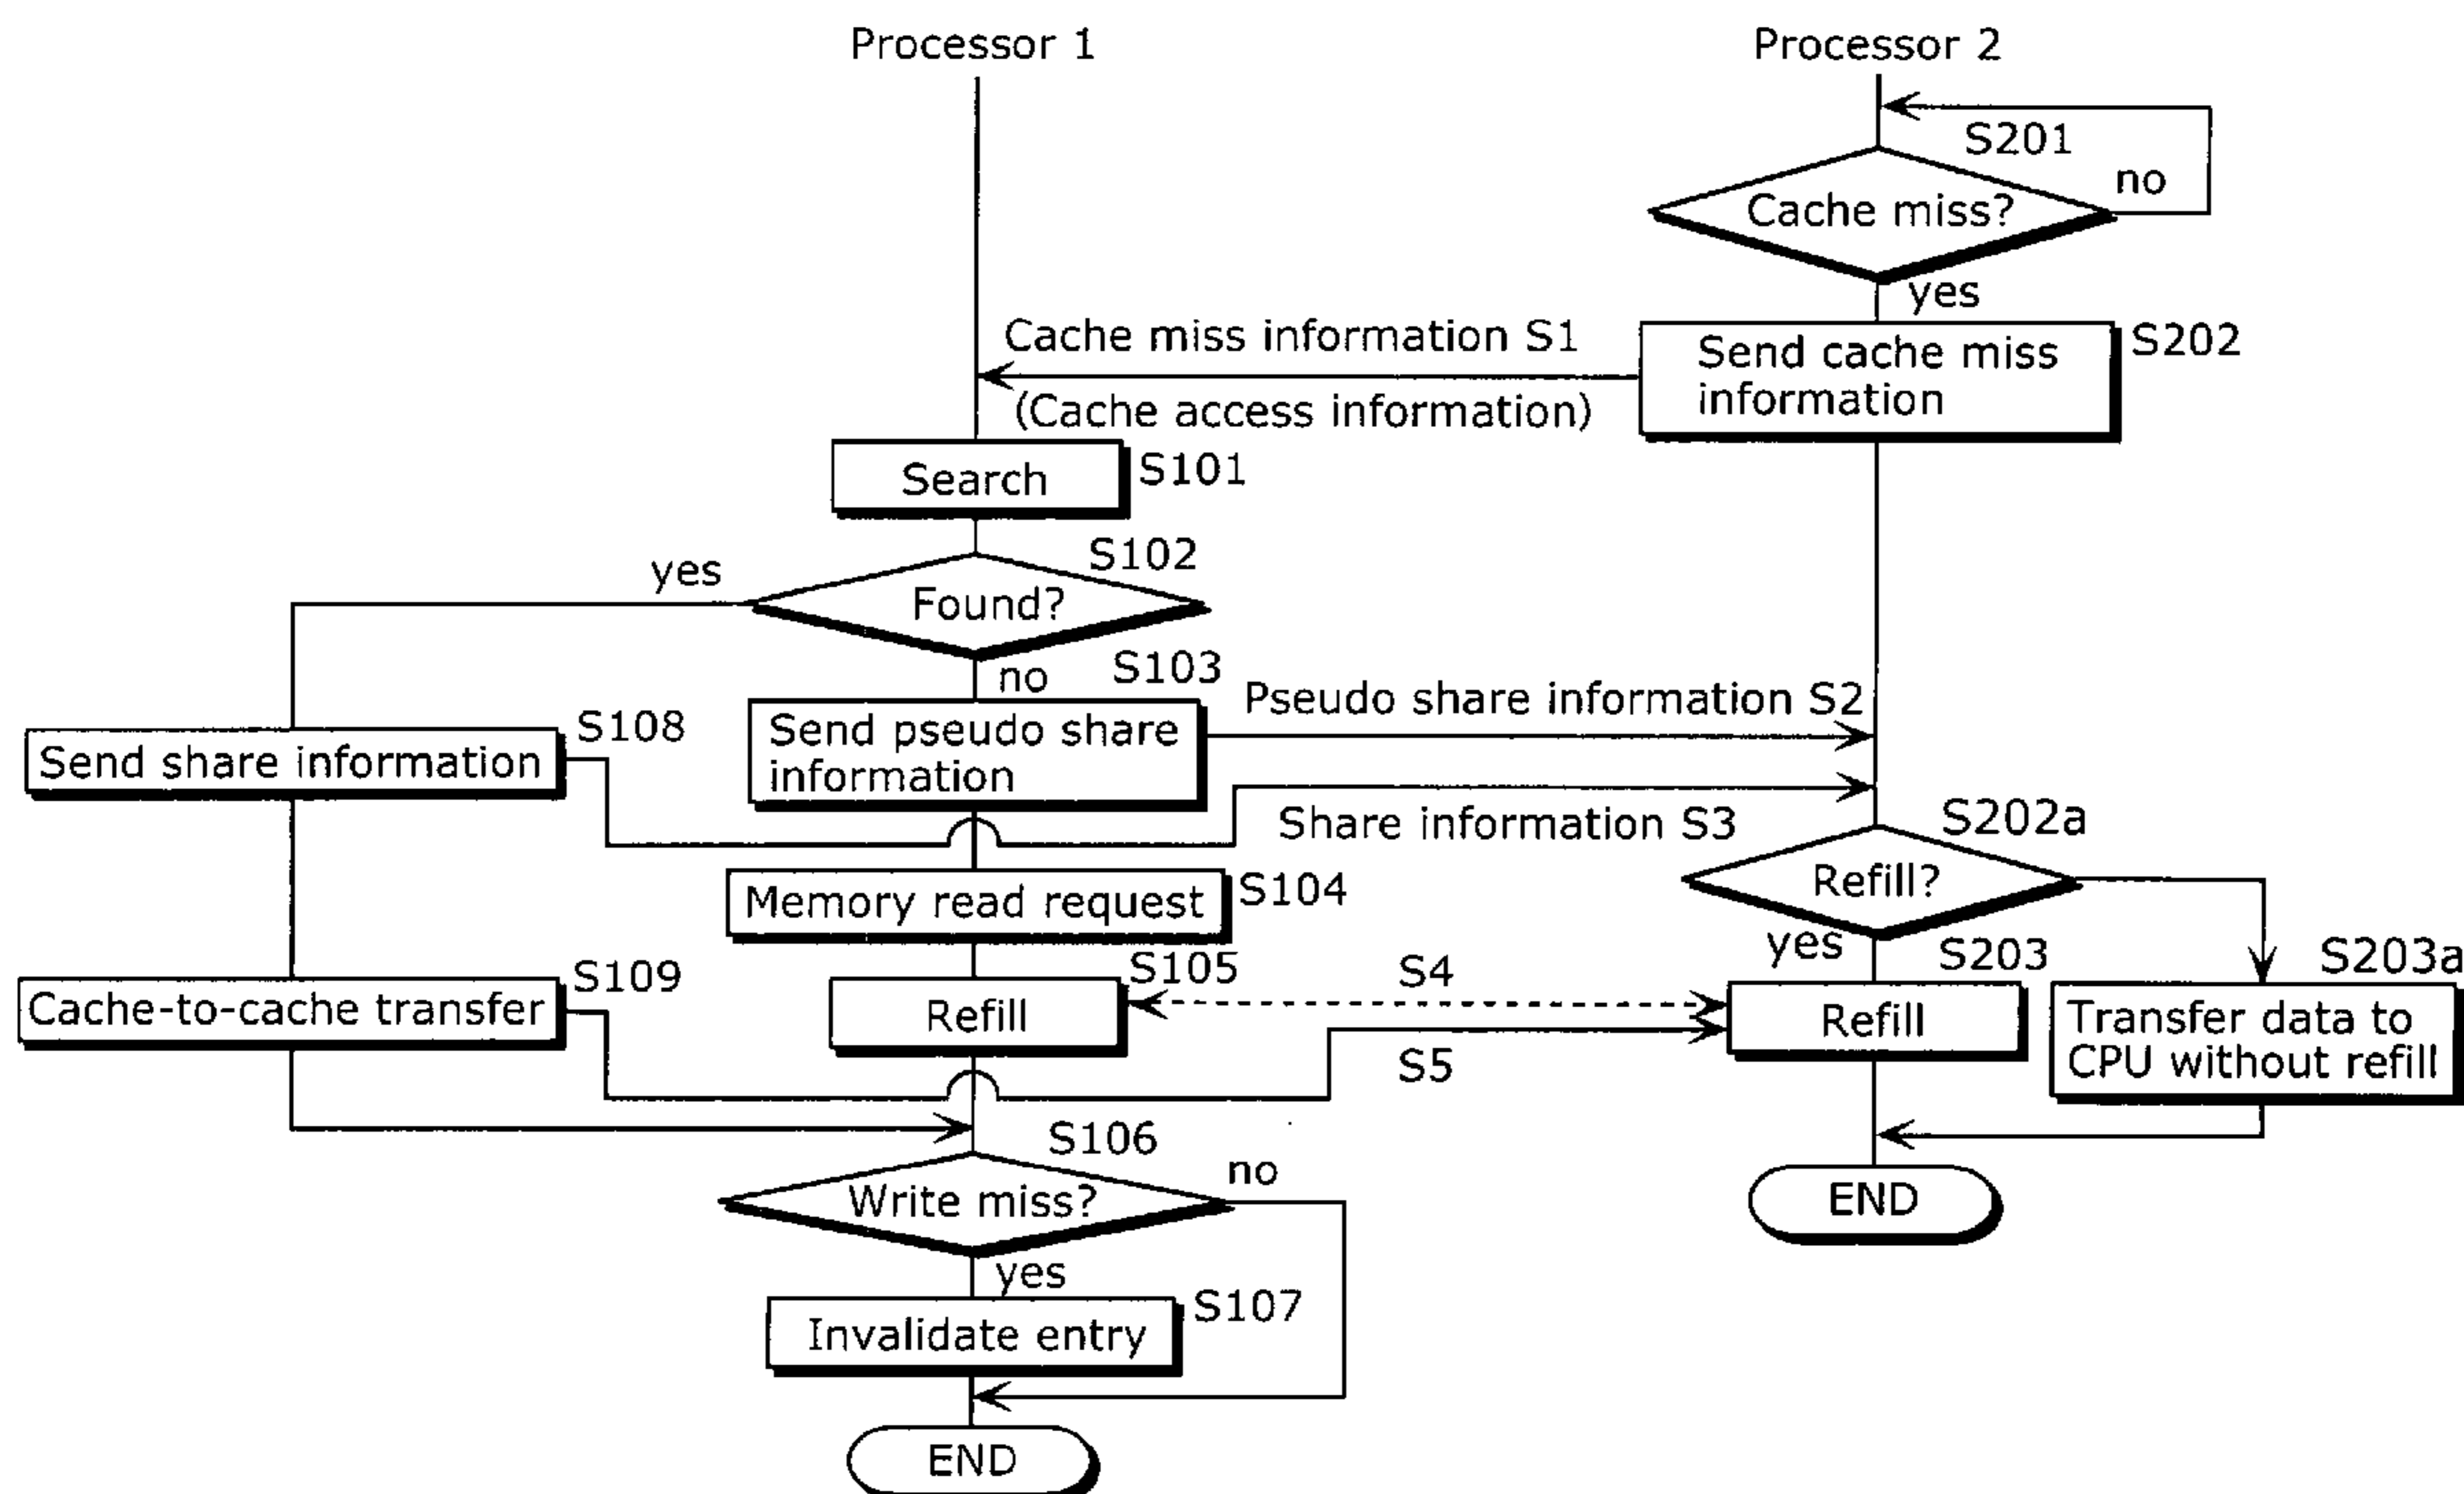 Processor 1
Processor 2
S201
no
Cache miss?
yes
Cache miss information S1
(Cache access information)
Send cache miss
information
S202
Search
S101
yes
S102
Found?
no
S103
Pseudo share information S2
Send share information
S108
Send pseudo share
information
Share information S3
S202a
Memory read request
S104
Refill?
yes
S203
S203a
Cache-to-cache transfer
S109
S105
Refill
S4
S5
Refill
Transfer data to
CPU without refill
S106
no
Write miss?
yes
END
Invalidate entry
S107
END